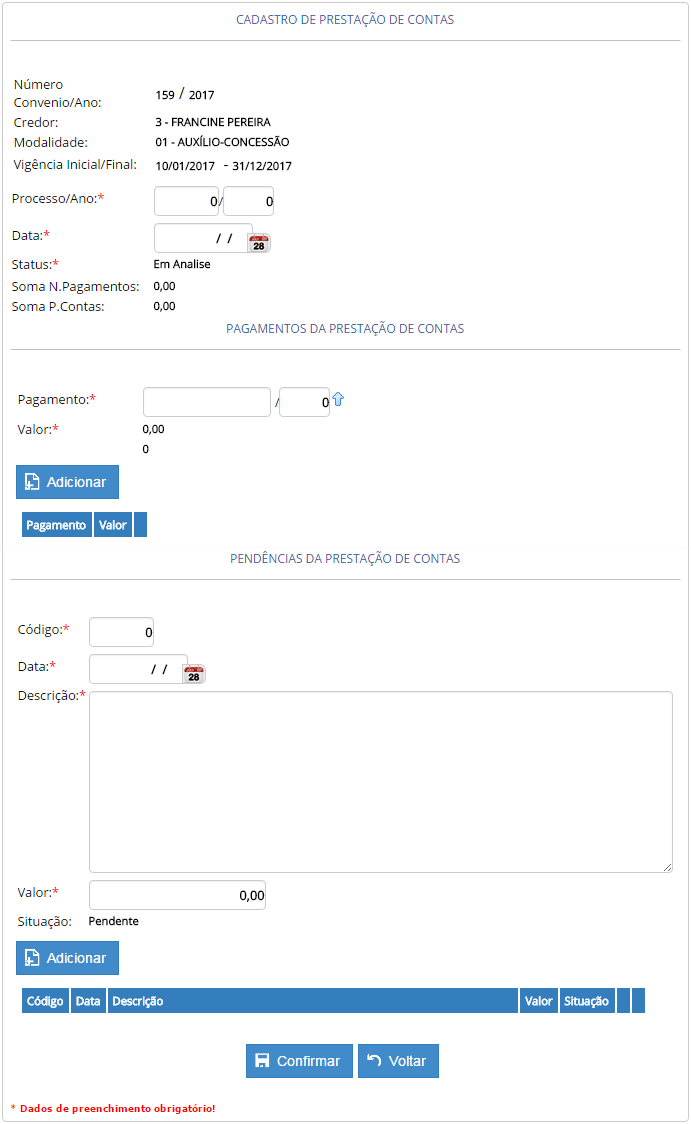 CADASTRO DE PRESTAÇÃO DE CONTAS
Número
Convenio/Ano: 159 / 2017
Credor: 3 - FRANCINE PEREIRA
Modalidade: 01 - AUXÍLIO-CONCESSÃO
Vigência Inicial/Final: 10/01/2017 - 31/12/2017
Processo/Ano:* 0/ 0
Data:* / / 28
Status:* Em Analise
Soma N.Pagamentos: 0,00
Soma P.Contas: 0,00
PAGAMENTOS DA PRESTAÇÃO DE CONTAS
Pagamento:* / 0
Valor:* 0,00
0
Adicionar
Pagamento Valor
PENDÊNCIAS DA PRESTAÇÃO DE CONTAS
Código:* 0
Data:* / / 28
Descrição:*
Valor:* 0,00
Situação: Pendente
Adicionar
Código Data Descrição Valor Situação
Confirmar Voltar
* Dados de preenchimento obrigatório!